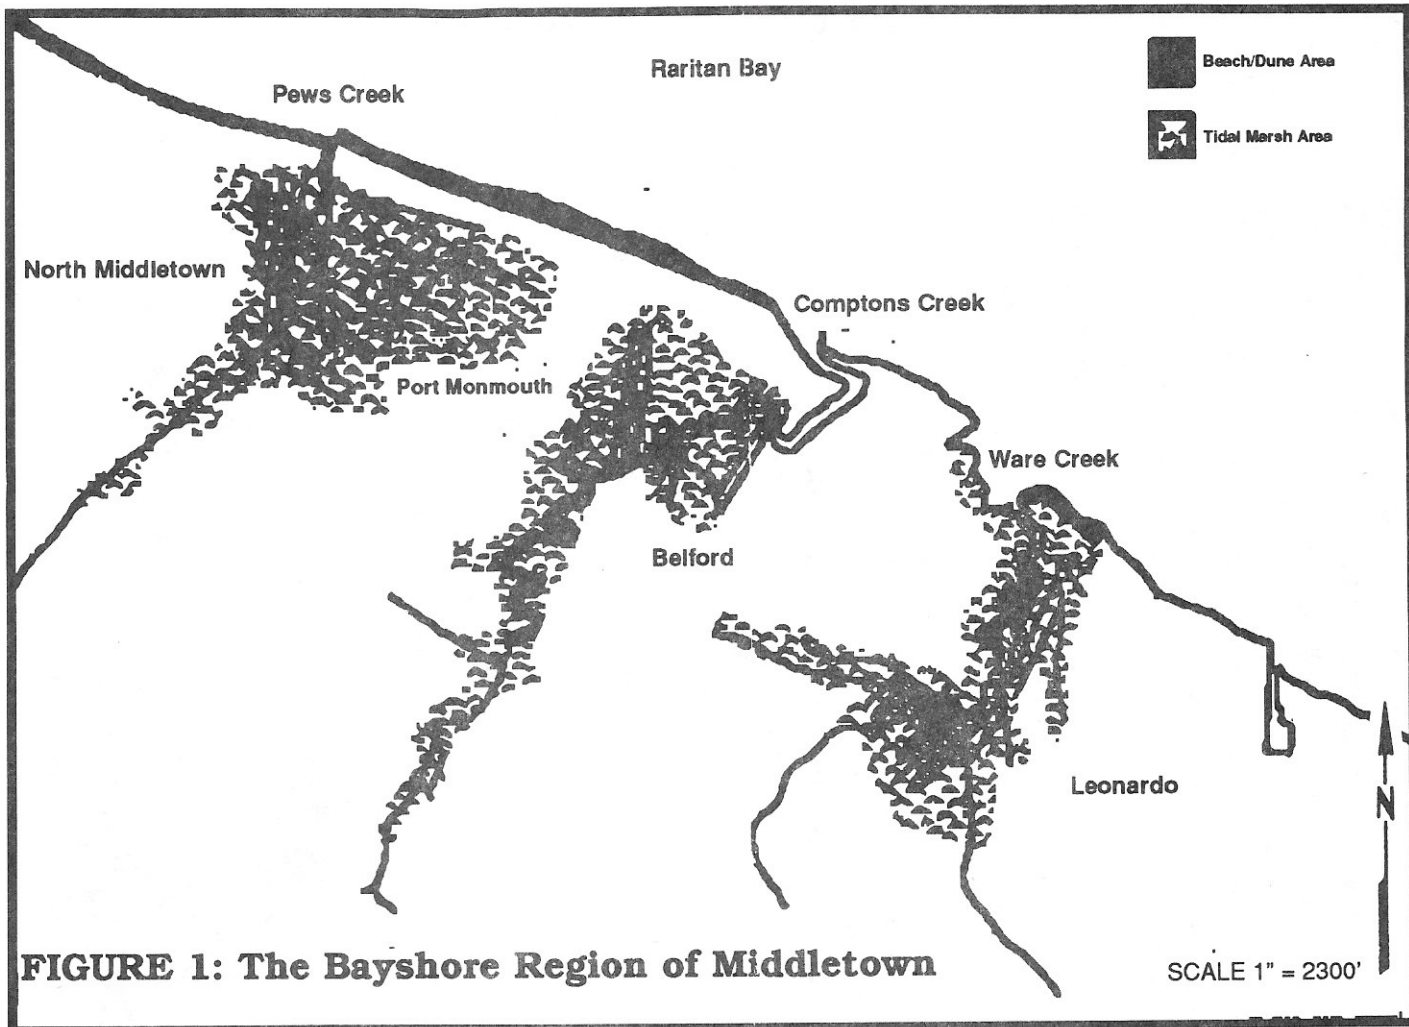 Raritan Bay
Beach/Dune Area
Pews Creek
Tidal Marsh Area
North Middletown
Comptons Creek
Port Monmouth
Ware Creek
Belford
Leonardo
N
FIGURE 1: The Bayshore Region of Middletown
SCALE 1" = 2300'